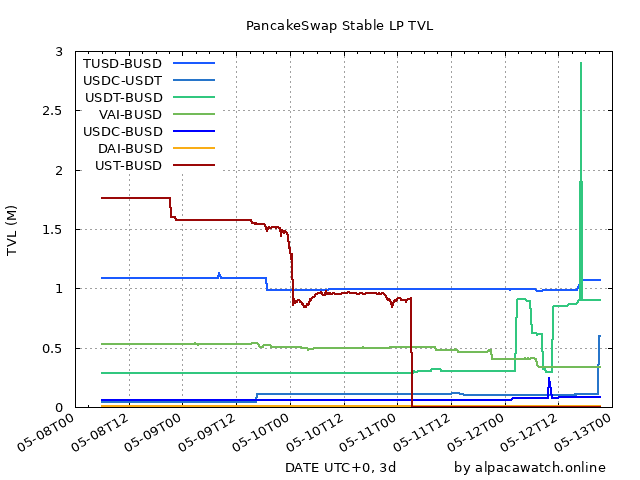 PancakeSwap Stable LP TVL
3
2.5
2
1.5
1
0.5
0
TVL (M)
TUSD-BUSD
USDC-USDT
USDT-BUSD
VAI-BUSD
USDC-BUSD
DAI-BUSD
UST-BUSD
05-08T00
05-08T12
05-09T00
05-09T12
05-10T00
05-10T12
05-11T00
05-11T12
05-12T00
05-12T12
05-13T00
DATE UTC+0, 3d
by alpacawatch.online